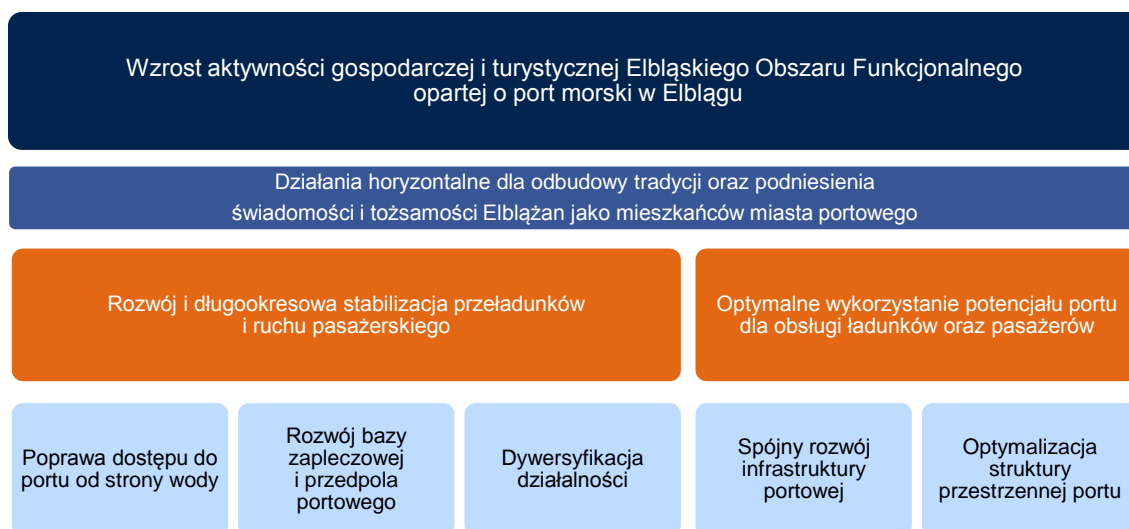 Wzrost aktywności gospodarczej i turystycznej Elbląskiego Obszaru Funkcjonalnego
opartej o port morski w Elblągu
Działania horyzontalne dla odbudowy tradycji oraz podniesienia
świadomości i tożsamości Elblążan jako mieszkańców miasta portowego
Rozwój i długookresowa stabilizacja przeładunków
i ruchu pasażerskiego
Optymalne wykorzystanie potencjału portu
dla obsługi ładunków oraz pasażerów
Poprawa dostępu do
portu od strony wody
Rozwój bazy
zapleczowej
i przedpola
portowego
Dywersyfikacja
działalności
Spójny rozwój
infrastruktury
portowej
Optymalizacja
struktury
przestrzennej portu